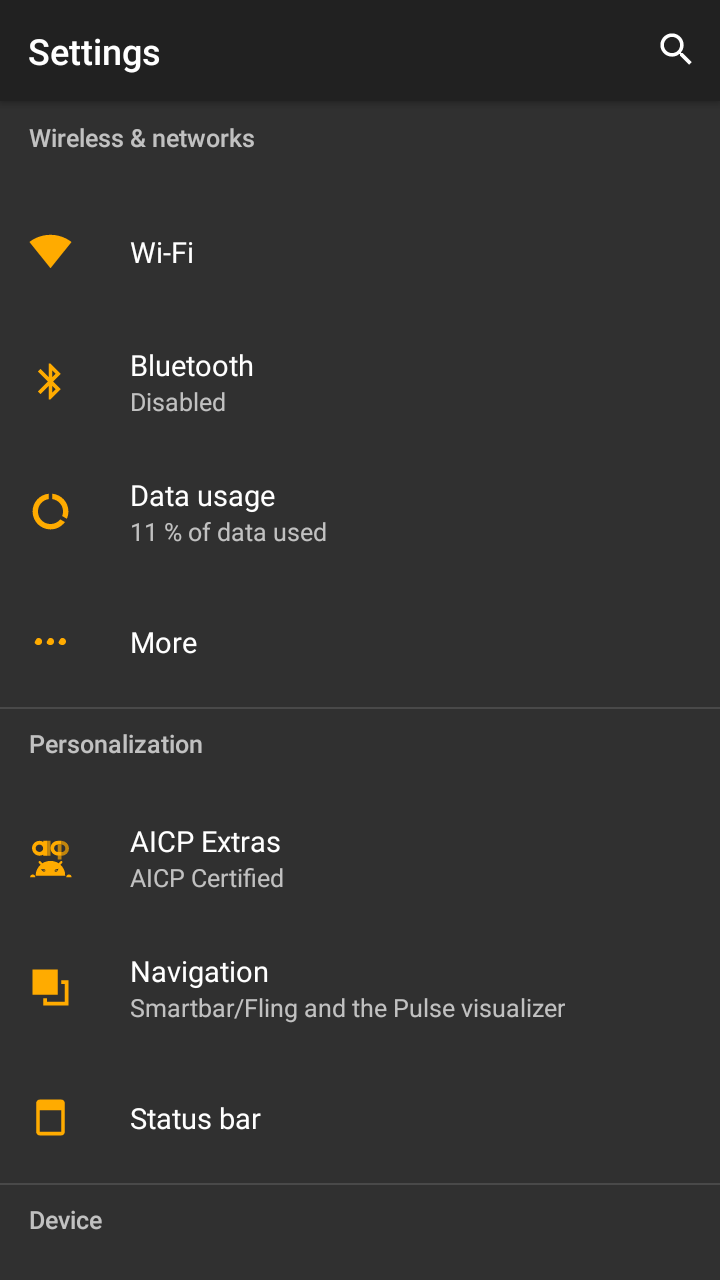 Settings
Wireless & networks
Wi-Fi
Bluetooth
Disabled
Data usage
11 % of data used
More
Personalization
AICP Extras
AICP Certified
Navigation
Smartbar/Fling and the Pulse visualizer
Status bar
Device